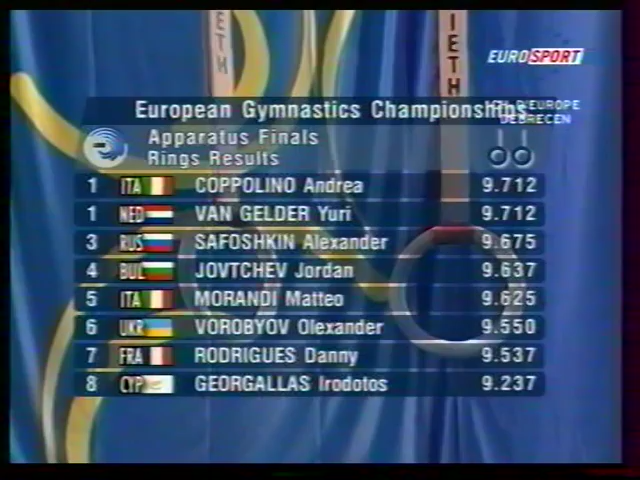 IETH
IETH
EUROSPORT
European Gymnastics Championships
D'EUROPE
DEBRECEN
Apparatus Finals
Rings Results
1 ITA COPPOLINO Andrea 9.712
1 NED VAN GELDER Yuri 9.712
3 RUS SAFOSHKIN Alexander 9.675
4 BUL JOVTCHEV Jordan 9.637
5 ITA MORANDI Matteo 9.625
6 UKR VOROBYOV Olexander 9.550
7 FRA RODRIGUES Danny 9.537
8 CYP GEORGALLAS Irodotos 9.237